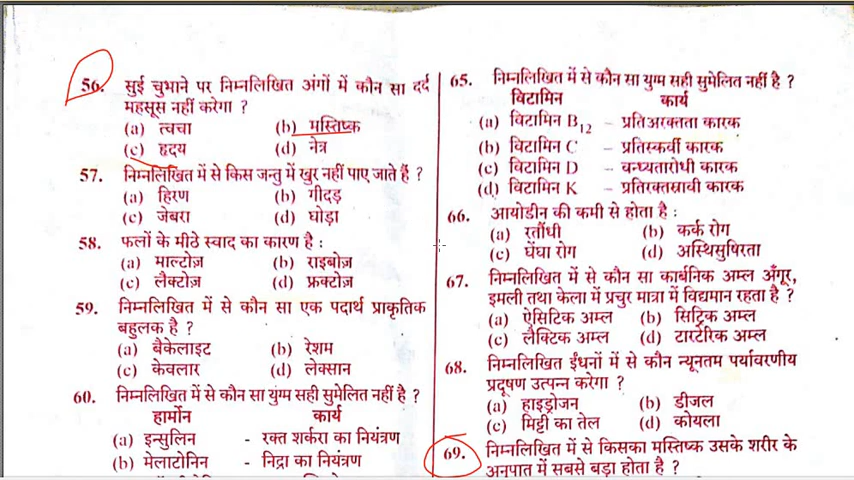 56. सुई चुभाने पर निम्नलिखित अंगों में कौन सा दर्द
महसूस नहीं करेगा ?
(a) त्वचा (b) मस्तिष्क
(c) हृदय (d) नेत्र
57. निम्नलिखित में से किस जन्तु में खुर नहीं पाए जाते हैं ?
(a) हिरण (b) गीदड़
(c) जेबरा (d) घोड़ा
58. फलों के मीठे स्वाद का कारण है :
(a) माल्टोज़ (b) राइबोज़
(c) लैक्टोज़ (d) फ्रक्टोज़
59. निम्नलिखित में से कौन सा एक पदार्थ प्राकृतिक
बहुलक है ?
(a) बैकेलाइट (b) रेशम
(c) केवलार (d) लेक्सान
60. निम्नलिखित में से कौन सा युग्म सही सुमेलित नहीं है ?
हार्मोन कार्य
(a) इन्सुलिन - रक्त शर्करा का नियंत्रण
(b) मेलाटोनिन - निद्रा का नियंत्रण
65. निम्नलिखित में से कौन सा युग्म सही सुमेलित नहीं है ?
विटामिन कार्य
(a) विटामिन B12 – प्रतिअरक्तता कारक
(b) विटामिन C – प्रतिस्कर्वी कारक
(c) विटामिन D – वन्ध्यतारोधी कारक
(d) विटामिन K – प्रतिरक्तस्रावी कारक
66. आयोडीन की कमी से होता है :
(a) रतौंधी (b) कर्क रोग
(c) घेंघा रोग (d) अस्थिसुषिरता
67. निम्नलिखित में से कौन सा कार्बनिक अम्ल अँगूर,
इमली तथा केला में प्रचुर मात्रा में विद्यमान रहता है ?
(a) ऐसिटिक अम्ल (b) सिट्रिक अम्ल
(c) लैक्टिक अम्ल (d) टारटेरिक अम्ल
68. निम्नलिखित ईंधनों में से कौन न्यूनतम पर्यावरणीय
प्रदूषण उत्पन्न करेगा ?
(a) हाइड्रोजन (b) डीजल
(c) मिट्टी का तेल (d) कोयला
69. निम्नलिखित में से किसका मस्तिष्क उसके शरीर के
अनुपात में सबसे बड़ा होता है ?